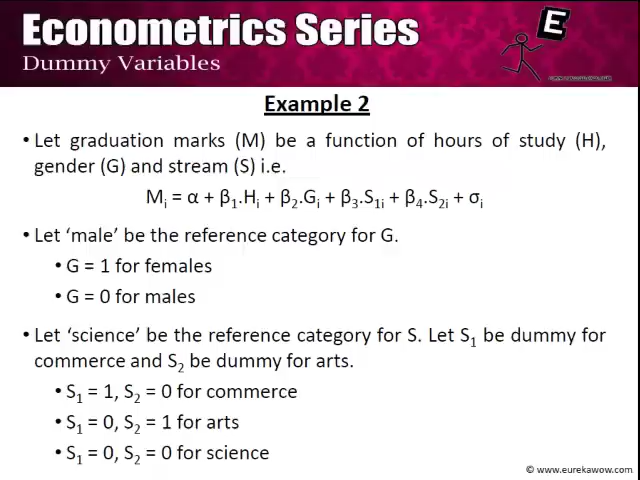 Econometrics Series
Dummy Variables
E
Example 2
• Let graduation marks (M) be a function of hours of study (H),
gender (G) and stream (S) i.e.
Mᵢ = α + β₁.Hᵢ + β₂.Gᵢ + β₃.S₁ᵢ + β₄.S₂ᵢ + σᵢ
• Let ‘male’ be the reference category for G.
• G = 1 for females
• G = 0 for males
• Let ‘science’ be the reference category for S. Let S₁ be dummy for
commerce and S₂ be dummy for arts.
• S₁ = 1, S₂ = 0 for commerce
• S₁ = 0, S₂ = 1 for arts
• S₁ = 0, S₂ = 0 for science
© www.eurekawow.com